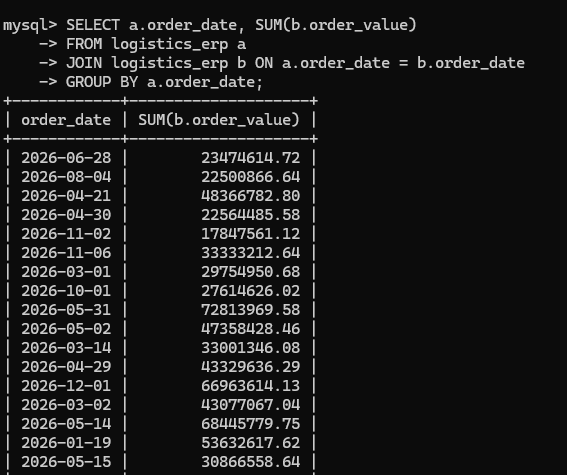 mysql> SELECT a.order_date, SUM(b.order_value)
    -> FROM logistics_erp a
    -> JOIN logistics_erp b ON a.order_date = b.order_date
    -> GROUP BY a.order_date;
+------------+--------------------+
| order_date | SUM(b.order_value) |
+------------+--------------------+
| 2026-06-28 |        23474614.72 |
| 2026-08-04 |        22500866.64 |
| 2026-04-21 |        48366782.80 |
| 2026-04-30 |        22564485.58 |
| 2026-11-02 |        17847561.12 |
| 2026-11-06 |        33333212.64 |
| 2026-03-01 |        29754950.68 |
| 2026-10-01 |        27614626.02 |
| 2026-05-31 |        72813969.58 |
| 2026-05-02 |        47358428.46 |
| 2026-03-14 |        33001346.08 |
| 2026-04-29 |        43329636.29 |
| 2026-12-01 |        66963614.13 |
| 2026-03-02 |        43077067.04 |
| 2026-05-14 |        68445779.75 |
| 2026-01-19 |        53632617.62 |
| 2026-05-15 |        30866558.64 |